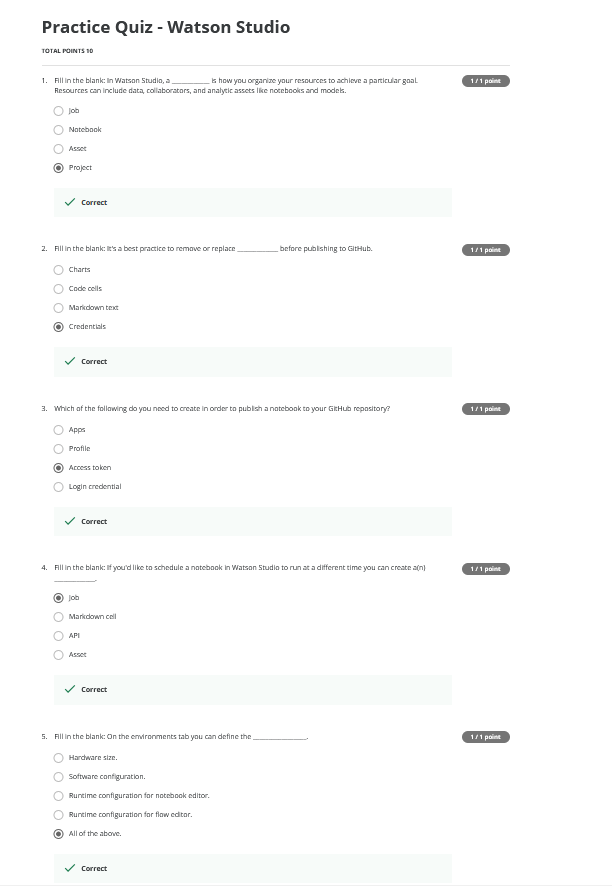 Practice Quiz - Watson Studio
TOTAL POINTS 10
1. Fill in the blank: In Watson Studio, a ___________ is how you organize your resources to achieve a particular goal.
Resources can include data, collaborators, and analytic assets like notebooks and models.
1 / 1 point
Job
Notebook
Asset
Project
Correct
2. Fill in the blank: It's a best practice to remove or replace ____________ before publishing to GitHub.
1 / 1 point
Charts
Code cells
Markdown text
Credentials
Correct
3. Which of the following do you need to create in order to publish a notebook to your GitHub repository?
1 / 1 point
Apps
Profile
Access token
Login credential
Correct
4. Fill in the blank: If you'd like to schedule a notebook in Watson Studio to run at a different time you can create a(n)
____________.
1 / 1 point
Job
Markdown cell
API
Asset
Correct
5. Fill in the blank: On the environments tab you can define the ________________.
1 / 1 point
Hardware size.
Software configuration.
Runtime configuration for notebook editor.
Runtime configuration for flow editor.
All of the above.
Correct